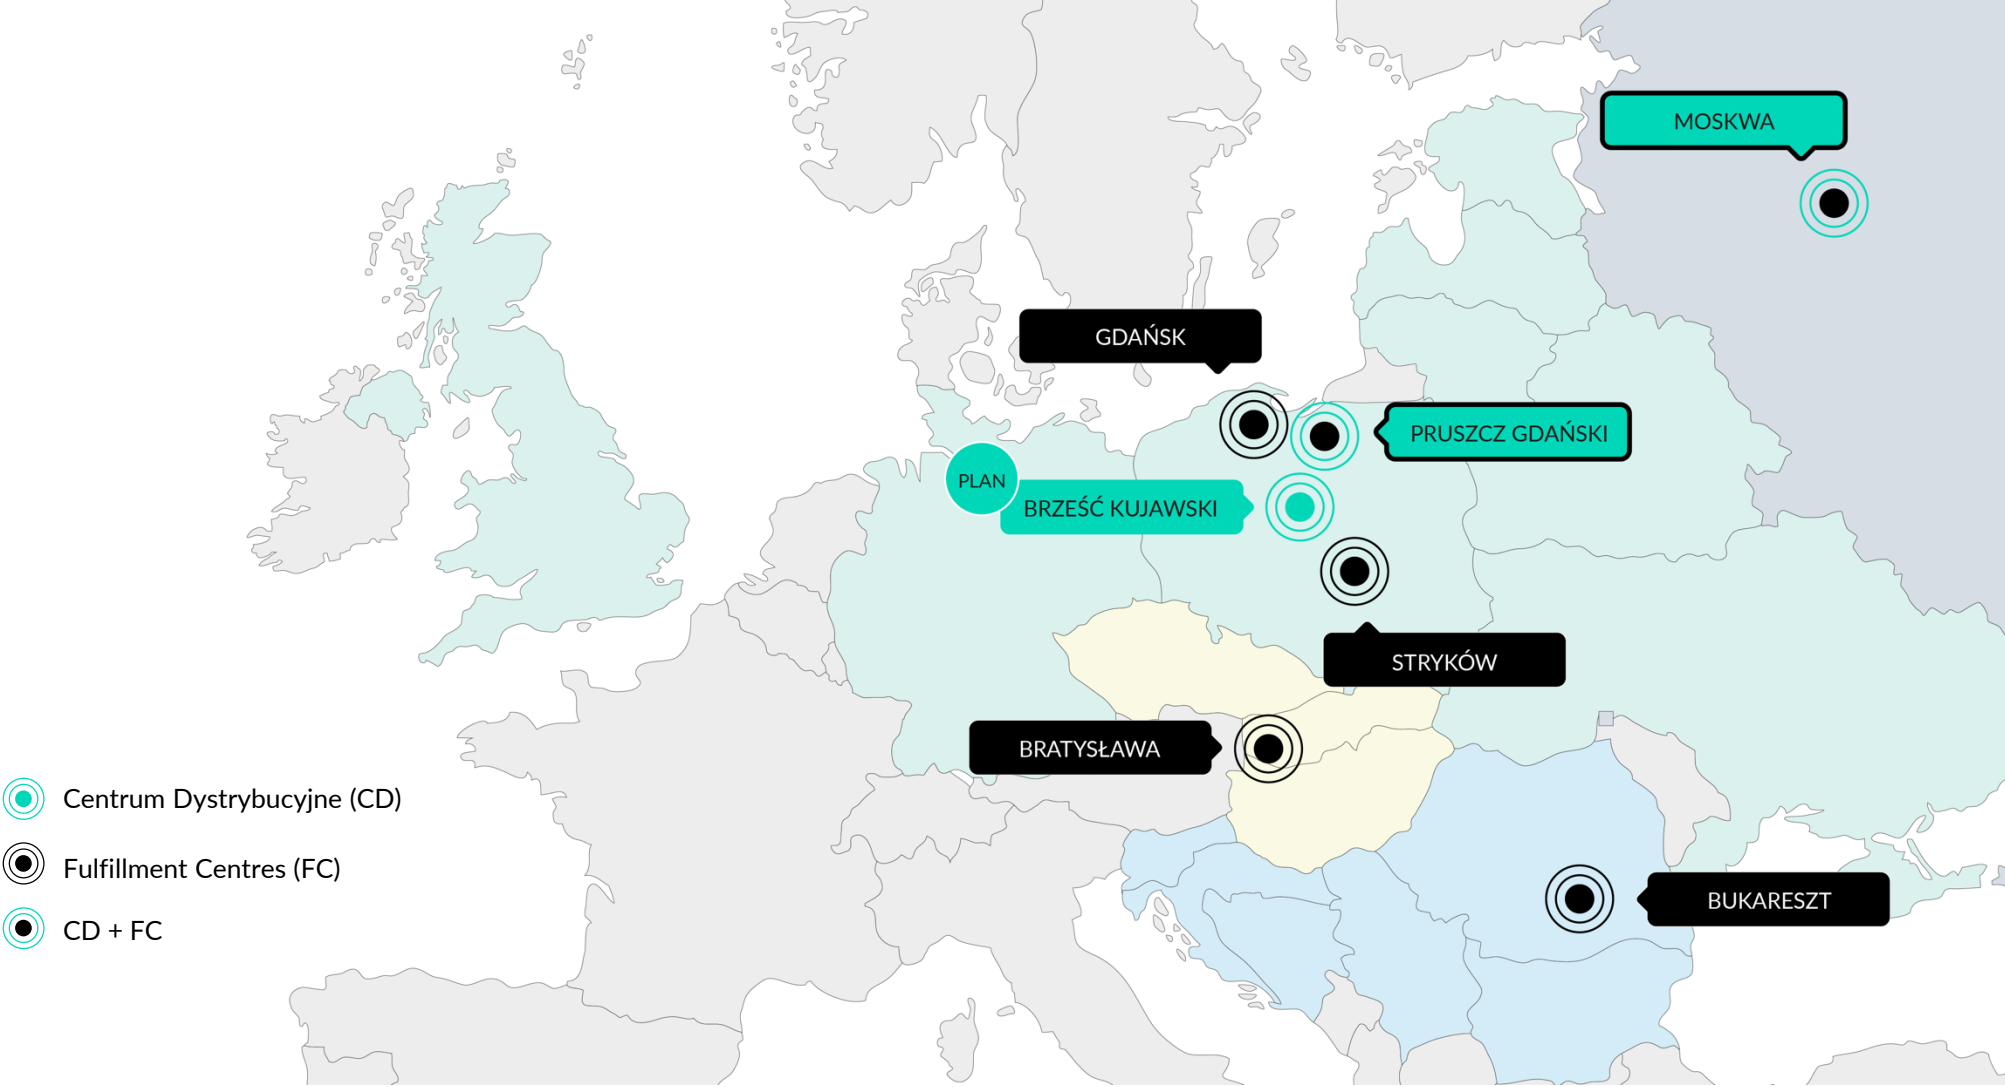 MOSKWA
GDAŃSK
PRUSZCZ GDAŃSKI
PLAN
BRZEŚĆ KUJAWSKI
STRYKÓW
BRATYSŁAWA
Centrum Dystrybucyjne (CD)
Fulfillment Centres (FC)
BUKARESZT
CD + FC